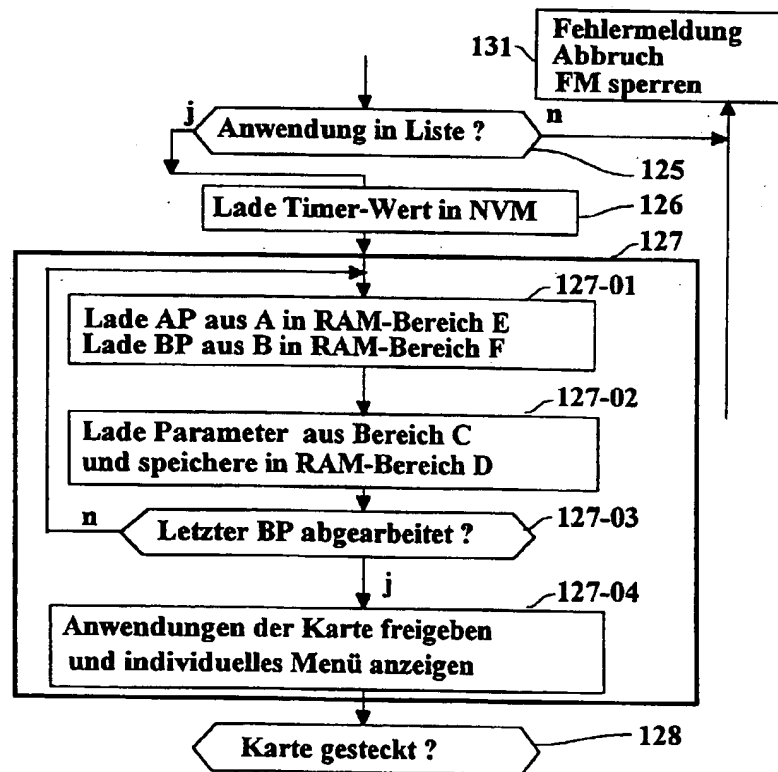 131
Fehlermeldung
Abbruch
FM sperren
j
Anwendung in Liste ?
n
125
Lade Timer-Wert in NVM
126
127
127-01
Lade AP aus A in RAM-Bereich E
Lade BP aus B in RAM-Bereich F
127-02
Lade Parameter aus Bereich C
und speichere in RAM-Bereich D
n
Letzter BP abgearbeitet ?
127-03
j
127-04
Anwendungen der Karte freigeben
und individuelles Menü anzeigen
Karte gesteckt ?
128